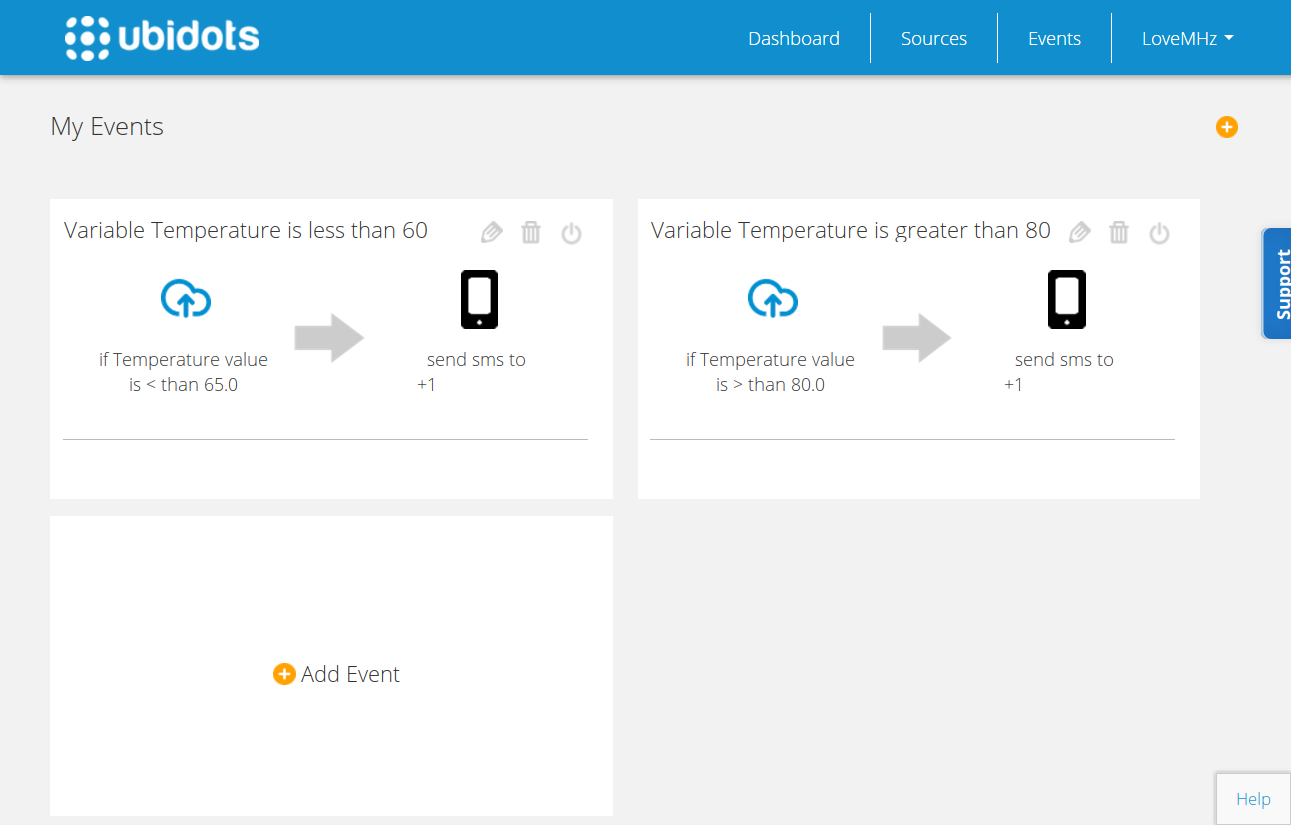 ubidots
Dashboard
Sources
Events
LoveMHz
My Events
Variable Temperature is less than 60
if Temperature value
is < than 65.0
send sms to
+1
Variable Temperature is greater than 80
if Temperature value
is > than 80.0
send sms to
+1
Support
Add Event
Help